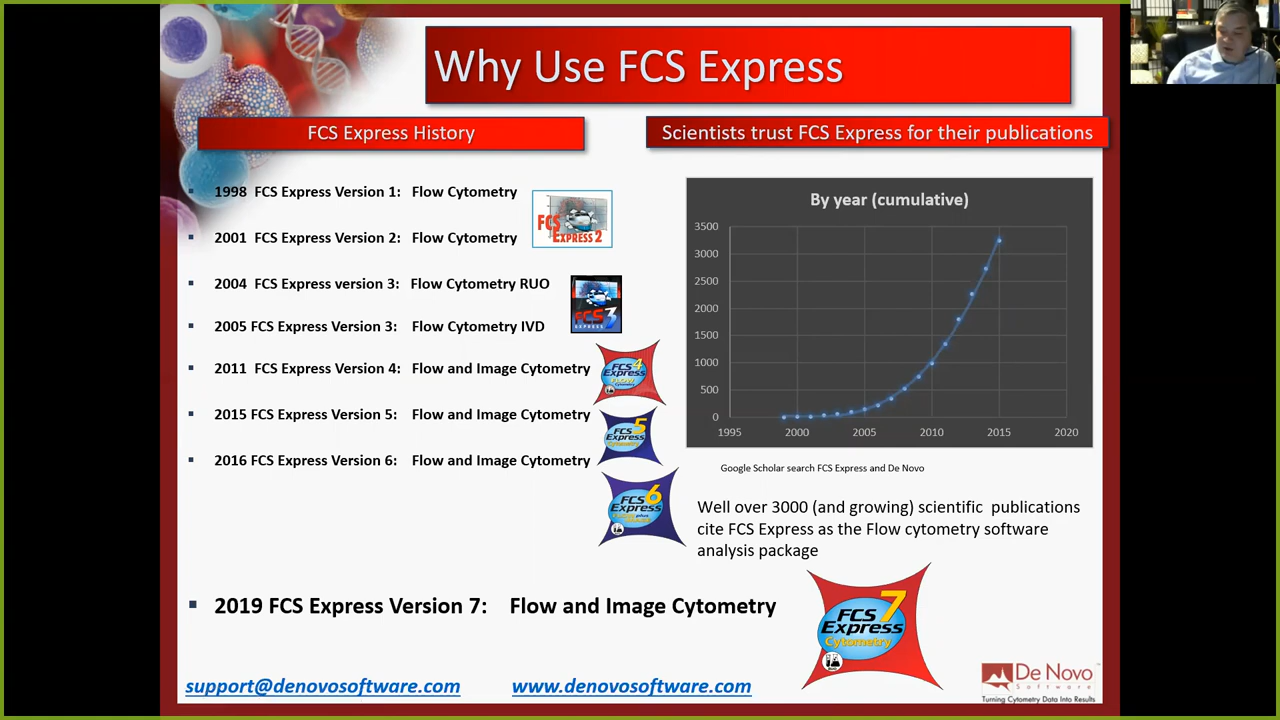 Why Use FCS Express
FCS Express History
Scientists trust FCS Express for their publications
1998 FCS Express Version 1: Flow Cytometry
2001 FCS Express Version 2: Flow Cytometry
FCS
EXPRESS 2
2004 FCS Express version 3: Flow Cytometry RUO
2005 FCS Express Version 3: Flow Cytometry IVD
FCS 3
EXPRESS
2011 FCS Express Version 4: Flow and Image Cytometry
FCS 4
Express
2015 FCS Express Version 5: Flow and Image Cytometry
FCS 5
Express
Cytometry
2016 FCS Express Version 6: Flow and Image Cytometry
FCS 6
Express
By year (cumulative)
3500
3000
2500
2000
1500
1000
500
0
1995 2000 2005 2010 2015 2020
Google Scholar search FCS Express and De Novo
Well over 3000 (and growing) scientific publications
cite FCS Express as the Flow cytometry software
analysis package
2019 FCS Express Version 7: Flow and Image Cytometry
FCS 7
Express
Cytometry
support@denovosoftware.com www.denovosoftware.com
De Novo
Software
Turning Cytometry Data Into Results